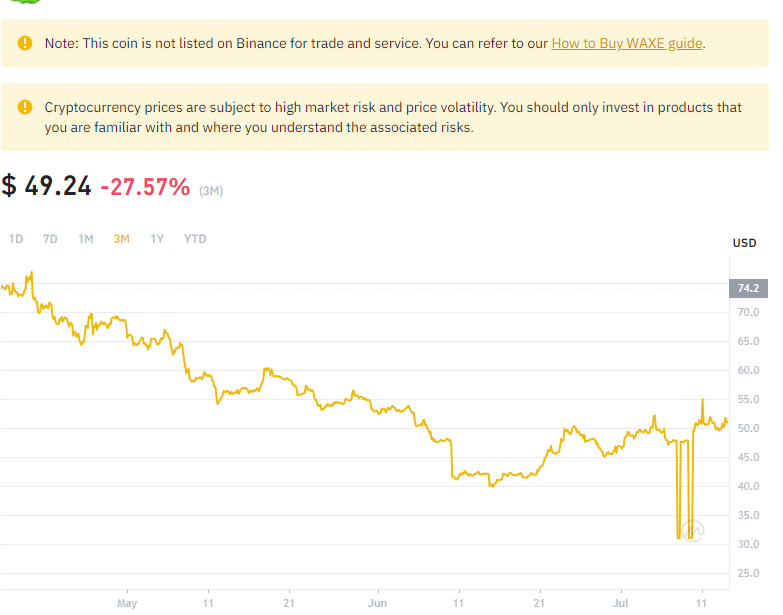 Note: This coin is not listed on Binance for trade and service. You can refer to our How to Buy WAXE guide.
Cryptocurrency prices are subject to high market risk and price volatility. You should only invest in products that
you are familiar with and where you understand the associated risks.
$ 49.24 -27.57% (3M)
1D 7D 1M 3M 1Y YTD
USD
74.2
70.0
65.0
60.0
55.0
50.0
45.0
40.0
35.0
30.0
25.0
May 11 21 Jun 11 21 Jul 11